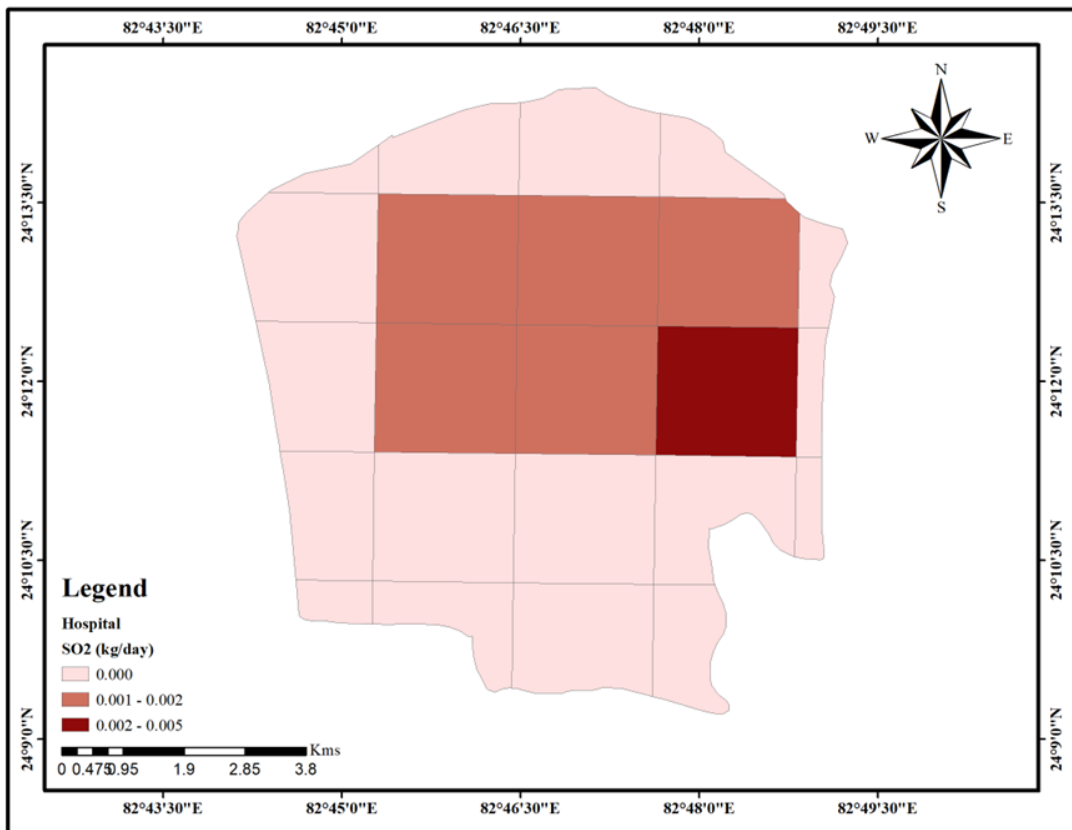 82°43'30"E 82°45'0"E 82°46'30"E 82°48'0"E 82°49'30"E
N
W E
S
24°13'30"N 24°13'30"N
24°12'0"N 24°12'0"N
24°10'30"N 24°10'30"N
24°9'0"N 24°9'0"N
Legend
Hospital
SO2 (kg/day)
0.000
0.001 - 0.002
0.002 - 0.005
Kms
0 0.475 0.95 1.9 2.85 3.8
82°43'30"E 82°45'0"E 82°46'30"E 82°48'0"E 82°49'30"E